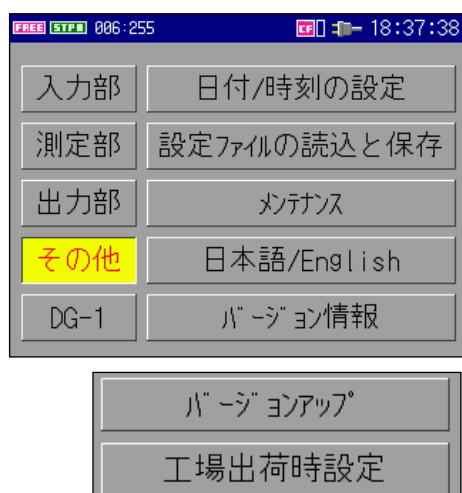 FREE STPM 006:255 CF 18:37:38
入力部 日付/時刻の設定
測定部 設定ファイルの読込と保存
出力部 メンテナンス
その他 日本語/English
DG-1 バージョン情報
バージョンアップ
工場出荷時設定